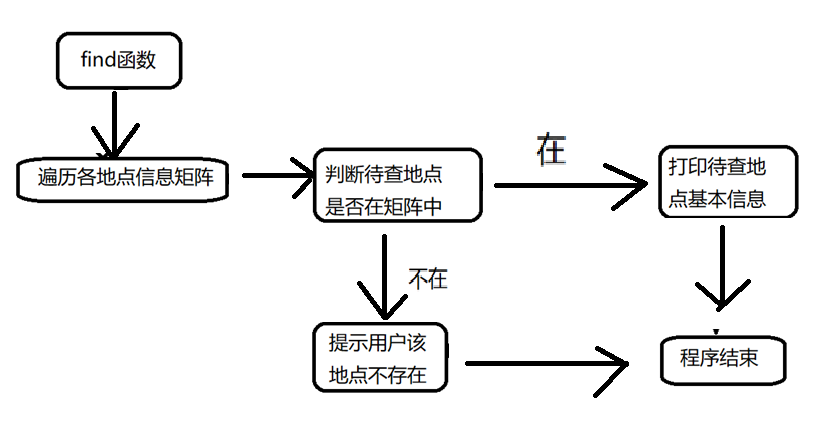 find函数
遍历各地点信息矩阵
判断待查地点
是否在矩阵中
在
打印待查地
点基本信息
不在
提示用户该
地点不存在
程序结束